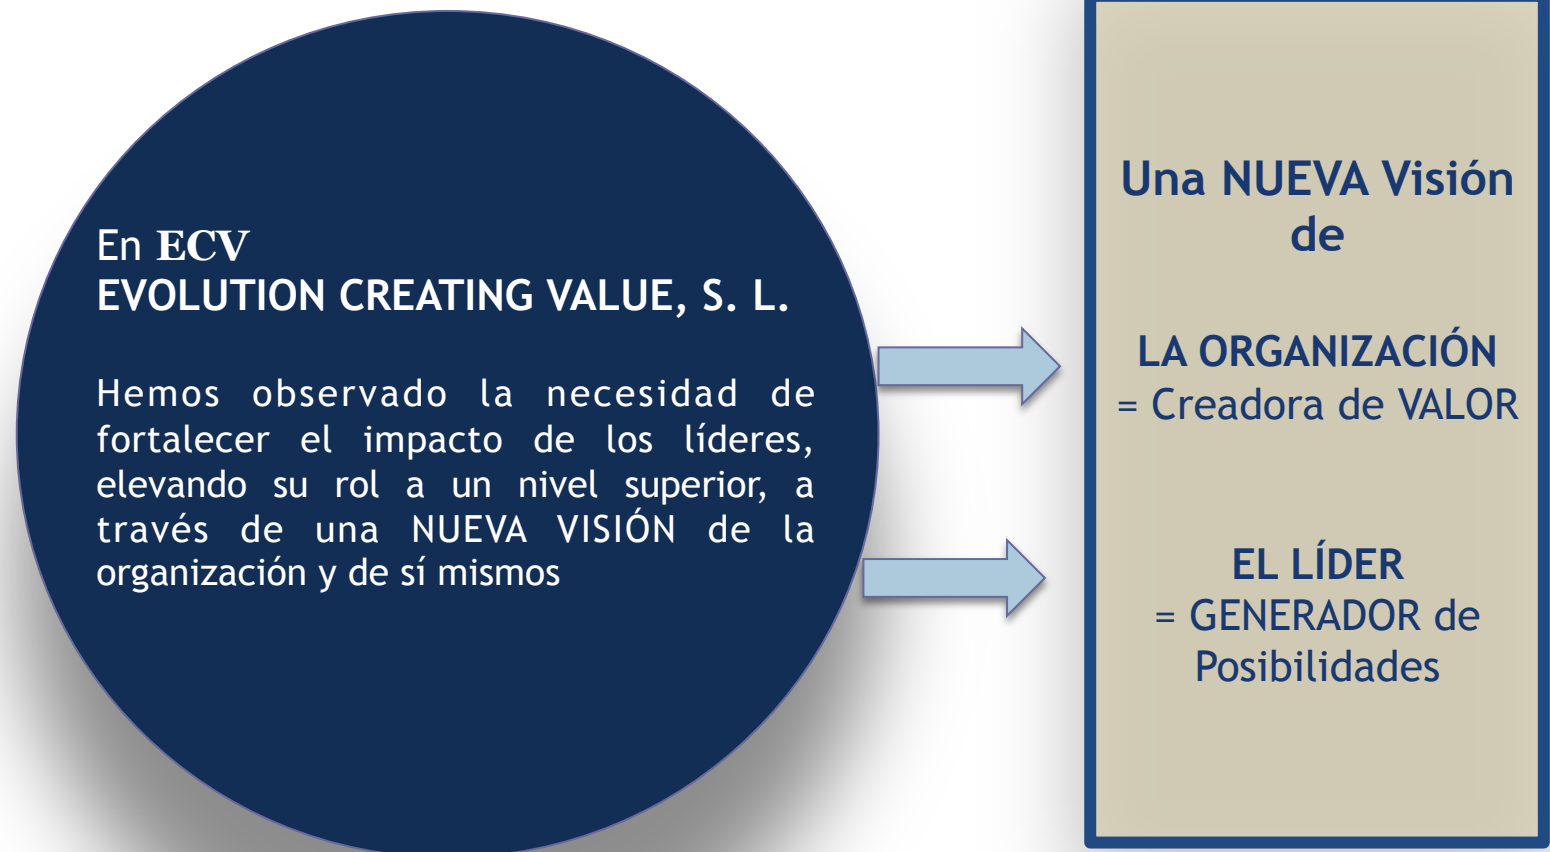 En ECV
EVOLUTION CREATING VALUE, S. L.
Hemos observado la necesidad de
fortalecer el impacto de los líderes,
elevando su rol a un nivel superior, a
través de una NUEVA VISIÓN de la
organización y de sí mismos
Una NUEVA Visión
de
LA ORGANIZACIÓN
= Creadora de VALOR
EL LÍDER
= GENERADOR de
Posibilidades